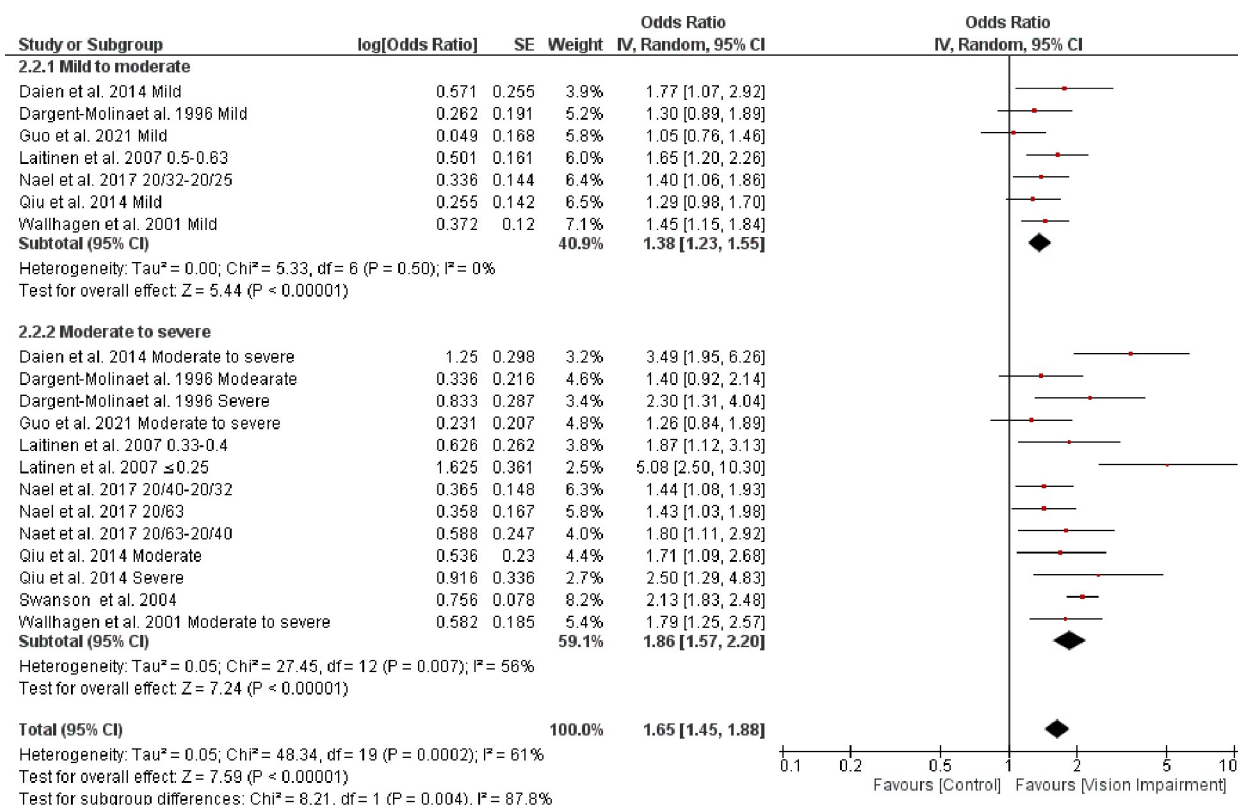 Odds Ratio Odds Ratio
Study or Subgroup log[Odds Ratio] SE Weight IV, Random, 95% CI IV, Random, 95% CI
2.2.1 Mild to moderate
Daien et al. 2014 Mild 0.571 0.255 3.9% 1.77 [1.07, 2.92]
Dargent-Molinaet al. 1996 Mild 0.262 0.191 5.2% 1.30 [0.89, 1.89]
Guo et al. 2021 Mild 0.049 0.168 5.8% 1.05 [0.76, 1.46]
Laitinen et al. 2007 0.5-0.63 0.501 0.161 6.0% 1.65 [1.20, 2.26]
Nael et al. 2017 20/32-20/25 0.336 0.144 6.4% 1.40 [1.06, 1.86]
Qiu et al. 2014 Mild 0.255 0.142 6.5% 1.29 [0.98, 1.70]
Wallhagen et al. 2001 Mild 0.372 0.12 7.1% 1.45 [1.15, 1.84]
Subtotal (95% CI) 40.9% 1.38 [1.23, 1.55]
Heterogeneity: Tau² = 0.00; Chi² = 5.33, df = 6 (P = 0.50); I² = 0%
Test for overall effect: Z = 5.44 (P < 0.00001)
2.2.2 Moderate to severe
Daien et al. 2014 Moderate to severe 1.25 0.298 3.2% 3.49 [1.95, 6.26]
Dargent-Molinaet al. 1996 Modearate 0.336 0.216 4.6% 1.40 [0.92, 2.14]
Dargent-Molinaet al. 1996 Severe 0.833 0.287 3.4% 2.30 [1.31, 4.04]
Guo et al. 2021 Moderate to severe 0.231 0.207 4.8% 1.26 [0.84, 1.89]
Laitinen et al. 2007 0.33-0.4 0.626 0.262 3.8% 1.87 [1.12, 3.13]
Latinen et al. 2007 ≤0.25 1.625 0.361 2.5% 5.08 [2.50, 10.30]
Nael et al. 2017 20/40-20/32 0.365 0.148 6.3% 1.44 [1.08, 1.93]
Nael et al. 2017 20/63 0.358 0.167 5.8% 1.43 [1.03, 1.98]
Naet et al. 2017 20/63-20/40 0.588 0.247 4.0% 1.80 [1.11, 2.92]
Qiu et al. 2014 Moderate 0.536 0.23 4.4% 1.71 [1.09, 2.68]
Qiu et al. 2014 Severe 0.916 0.336 2.7% 2.50 [1.29, 4.83]
Swanson et al. 2004 0.756 0.078 8.2% 2.13 [1.83, 2.48]
Wallhagen et al. 2001 Moderate to severe 0.582 0.185 5.4% 1.79 [1.25, 2.57]
Subtotal (95% CI) 59.1% 1.86 [1.57, 2.20]
Heterogeneity: Tau² = 0.05; Chi² = 27.45, df = 12 (P = 0.007); I² = 56%
Test for overall effect: Z = 7.24 (P < 0.00001)
Total (95% CI) 100.0% 1.65 [1.45, 1.88]
Heterogeneity: Tau² = 0.05; Chi² = 48.34, df = 19 (P = 0.0002); I² = 61%
Test for overall effect: Z = 7.59 (P < 0.00001)
Test for subgroup differences: Chi² = 8.21, df = 1 (P = 0.004), I² = 87.8%
0.1 0.2 0.5 1 2 5 10
Favours [Control] Favours [Vision Impairment]